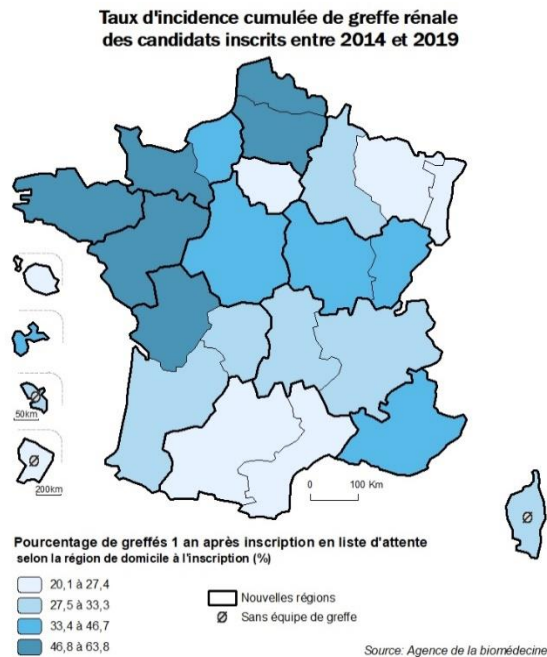 Taux d'incidence cumulée de greffe rénale
des candidats inscrits entre 2014 et 2019
50km
200km
0 100 Km
Pourcentage de greffés 1 an après inscription en liste d'attente
selon la région de domicile à l'inscription (%)
20,1 à 27,4
27,5 à 33,3
33,4 à 46,7
46,8 à 63,8
Nouvelles régions
Sans équipe de greffe
Source: Agence de la biomédecine